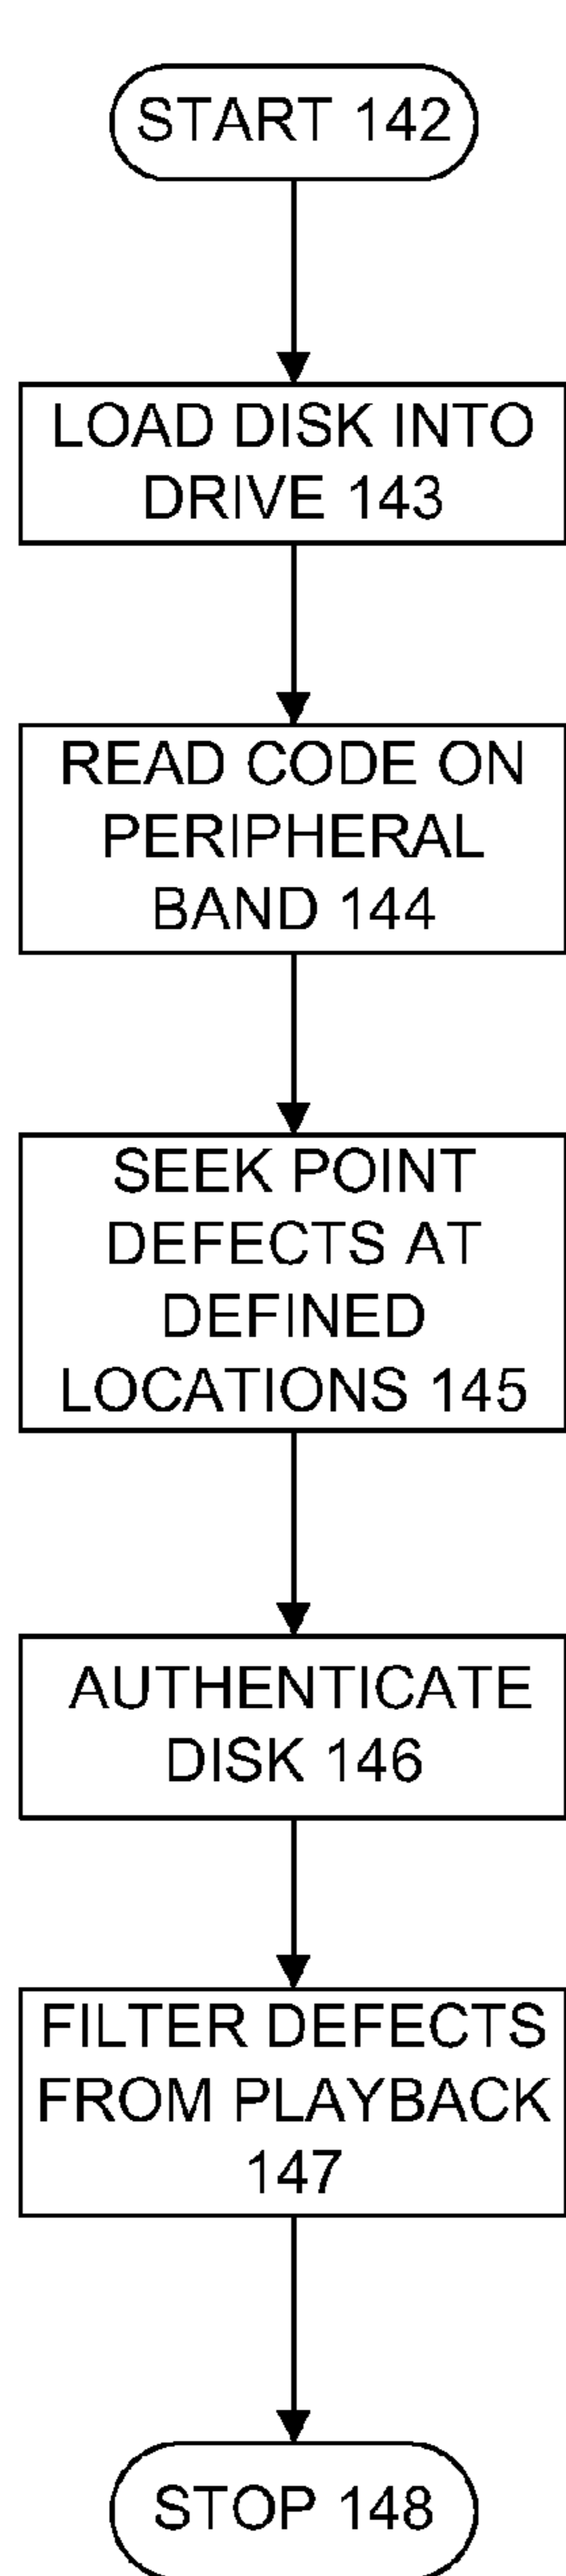 START 142
LOAD DISK INTO
DRIVE 143
READ CODE ON
PERIPHERAL
BAND 144
SEEK POINT
DEFECTS AT
DEFINED
LOCATIONS 145
AUTHENTICATE
DISK 146
FILTER DEFECTS
FROM PLAYBACK
147
STOP 148